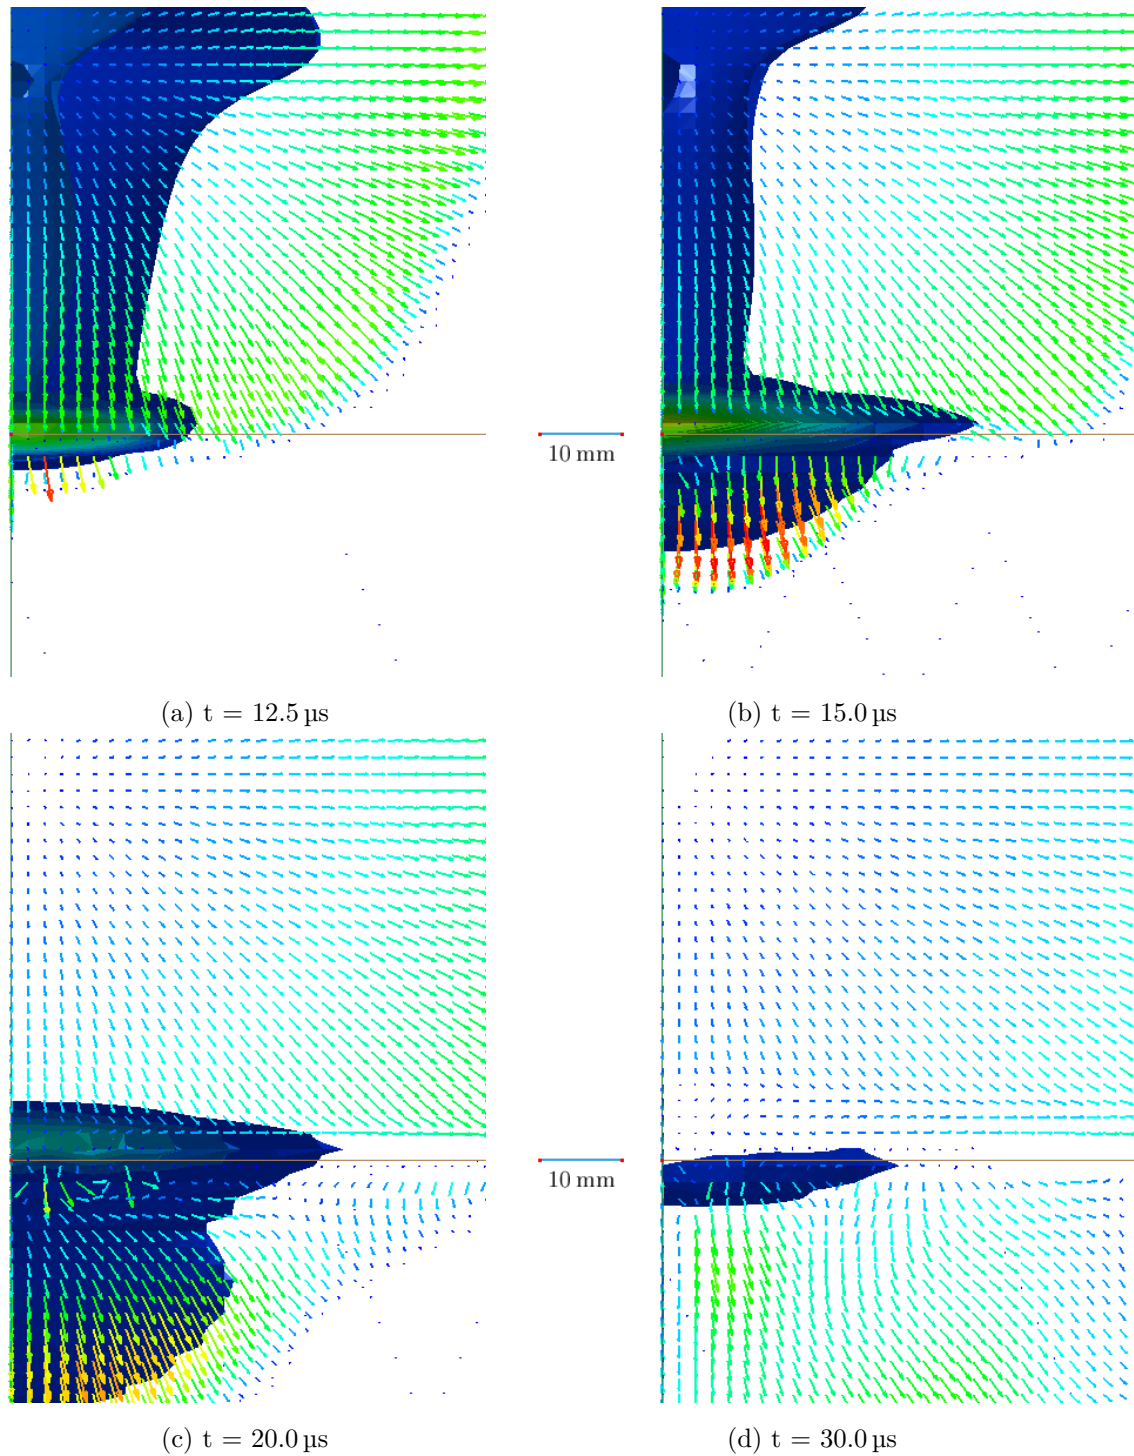 10 mm
(a) t = 12.5 µs
(b) t = 15.0 µs
10 mm
(c) t = 20.0 µs
(d) t = 30.0 µs